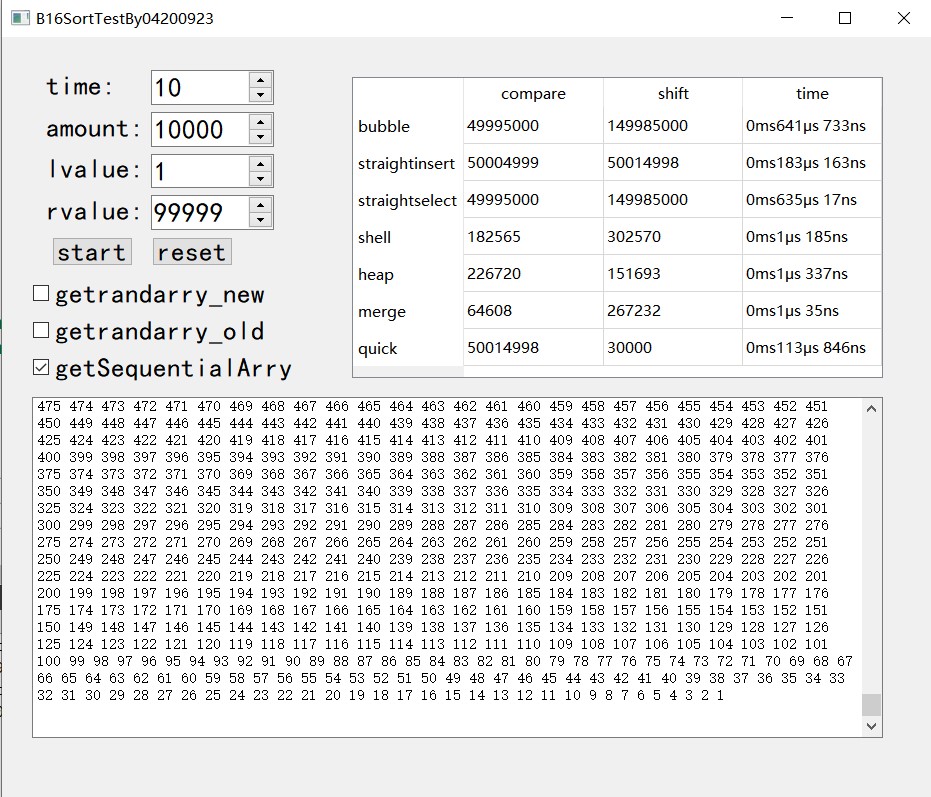 B16SortTestBy04200923
time: 10
amount: 10000
lvalue: 1
rvalue: 99999
start reset
getrandarry_new
getrandarry_old
getSequentialArry
compare shift time
bubble 49995000 149985000 0ms641μs 733ns
straightinsert 50004999 50014998 0ms183μs 163ns
straightselect 49995000 149985000 0ms635μs 17ns
shell 182565 302570 0ms1μs 185ns
heap 226720 151693 0ms1μs 337ns
merge 64608 267232 0ms1μs 35ns
quick 50014998 30000 0ms113μs 846ns
475 474 473 472 471 470 469 468 467 466 465 464 463 462 461 460 459 458 457 456 455 454 453 452 451
450 449 448 447 446 445 444 443 442 441 440 439 438 437 436 435 434 433 432 431 430 429 428 427 426
425 424 423 422 421 420 419 418 417 416 415 414 413 412 411 410 409 408 407 406 405 404 403 402 401
400 399 398 397 396 395 394 393 392 391 390 389 388 387 386 385 384 383 382 381 380 379 378 377 376
375 374 373 372 371 370 369 368 367 366 365 364 363 362 361 360 359 358 357 356 355 354 353 352 351
350 349 348 347 346 345 344 343 342 341 340 339 338 337 336 335 334 333 332 331 330 329 328 327 326
325 324 323 322 321 320 319 318 317 316 315 314 313 312 311 310 309 308 307 306 305 304 303 302 301
300 299 298 297 296 295 294 293 292 291 290 289 288 287 286 285 284 283 282 281 280 279 278 277 276
275 274 273 272 271 270 269 268 267 266 265 264 263 262 261 260 259 258 257 256 255 254 253 252 251
250 249 248 247 246 245 244 243 242 241 240 239 238 237 236 235 234 233 232 231 230 229 228 227 226
225 224 223 222 221 220 219 218 217 216 215 214 213 212 211 210 209 208 207 206 205 204 203 202 201
200 199 198 197 196 195 194 193 192 191 190 189 188 187 186 185 184 183 182 181 180 179 178 177 176
175 174 173 172 171 170 169 168 167 166 165 164 163 162 161 160 159 158 157 156 155 154 153 152 151
150 149 148 147 146 145 144 143 142 141 140 139 138 137 136 135 134 133 132 131 130 129 128 127 126
125 124 123 122 121 120 119 118 117 116 115 114 113 112 111 110 109 108 107 106 105 104 103 102 101
100 99 98 97 96 95 94 93 92 91 90 89 88 87 86 85 84 83 82 81 80 79 78 77 76 75 74 73 72 71 70 69 68 67
66 65 64 63 62 61 60 59 58 57 56 55 54 53 52 51 50 49 48 47 46 45 44 43 42 41 40 39 38 37 36 35 34 33
32 31 30 29 28 27 26 25 24 23 22 21 20 19 18 17 16 15 14 13 12 11 10 9 8 7 6 5 4 3 2 1